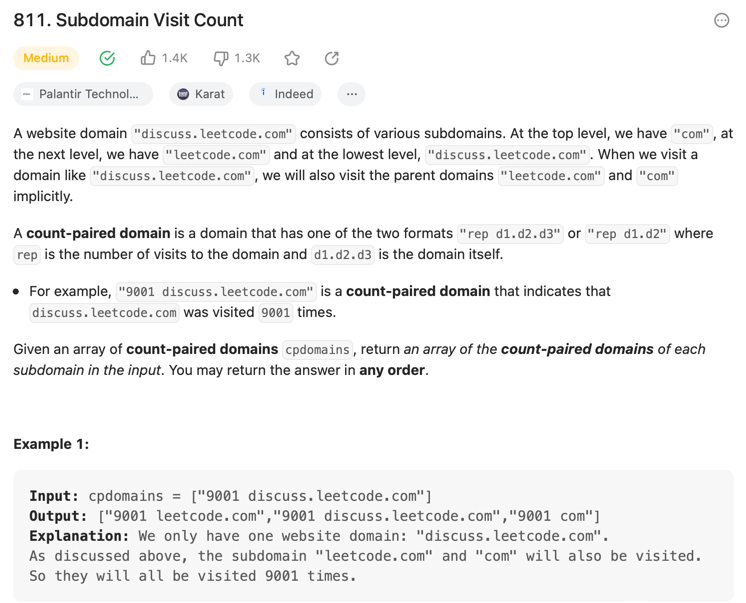 811. Subdomain Visit Count
Medium 1.4K 1.3K
Palantir Technol... Karat Indeed ...
A website domain "discuss.leetcode.com" consists of various subdomains. At the top level, we have "com", at
the next level, we have "leetcode.com" and at the lowest level, "discuss.leetcode.com". When we visit a
domain like "discuss.leetcode.com", we will also visit the parent domains "leetcode.com" and "com"
implicitly.
A count-paired domain is a domain that has one of the two formats "rep d1.d2.d3" or "rep d1.d2" where
rep is the number of visits to the domain and d1.d2.d3 is the domain itself.
• For example, "9001 discuss.leetcode.com" is a count-paired domain that indicates that
discuss.leetcode.com was visited 9001 times.
Given an array of count-paired domains cpdomains, return an array of the count-paired domains of each
subdomain in the input. You may return the answer in any order.
Example 1:
Input: cpdomains = ["9001 discuss.leetcode.com"]
Output: ["9001 leetcode.com","9001 discuss.leetcode.com","9001 com"]
Explanation: We only have one website domain: "discuss.leetcode.com".
As discussed above, the subdomain "leetcode.com" and "com" will also be visited.
So they will all be visited 9001 times.